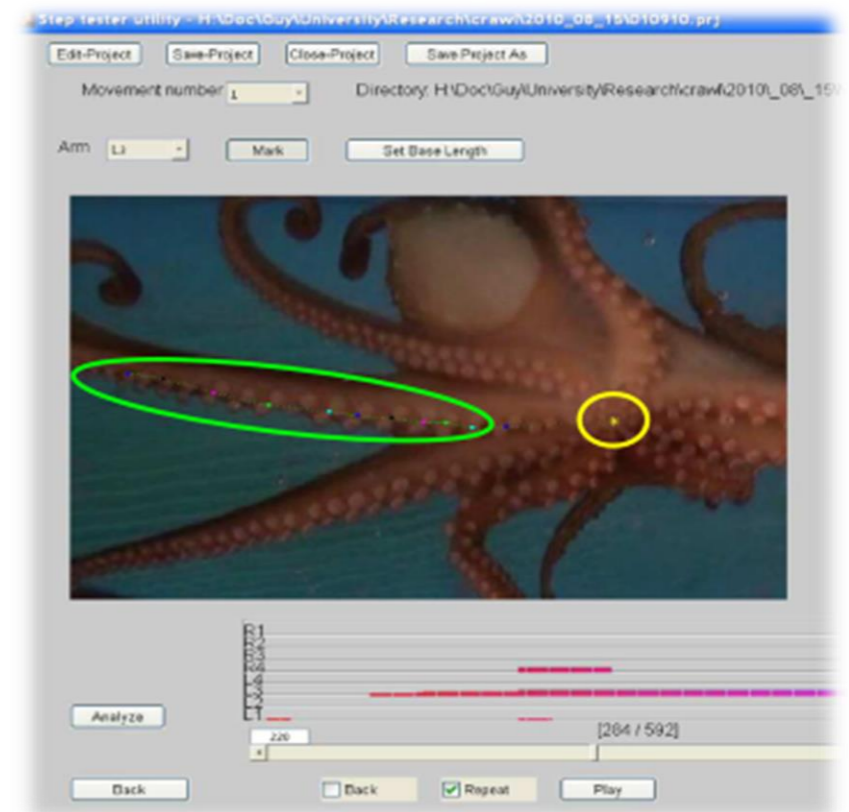 Step tester utility - H:\Doc\Guy\University\Research\crawl\2010_08_15\010910.prj
Edit-Project Save-Project Close-Project Save Project As
Movement number 1 Directory: H:\Doc\Guy\University\Research\crawl\2010\_08\_15\
Arm L3 Mark Set Base Length
R1
L1
Analyze
220 [284 / 592]
Back Back Repeat Play